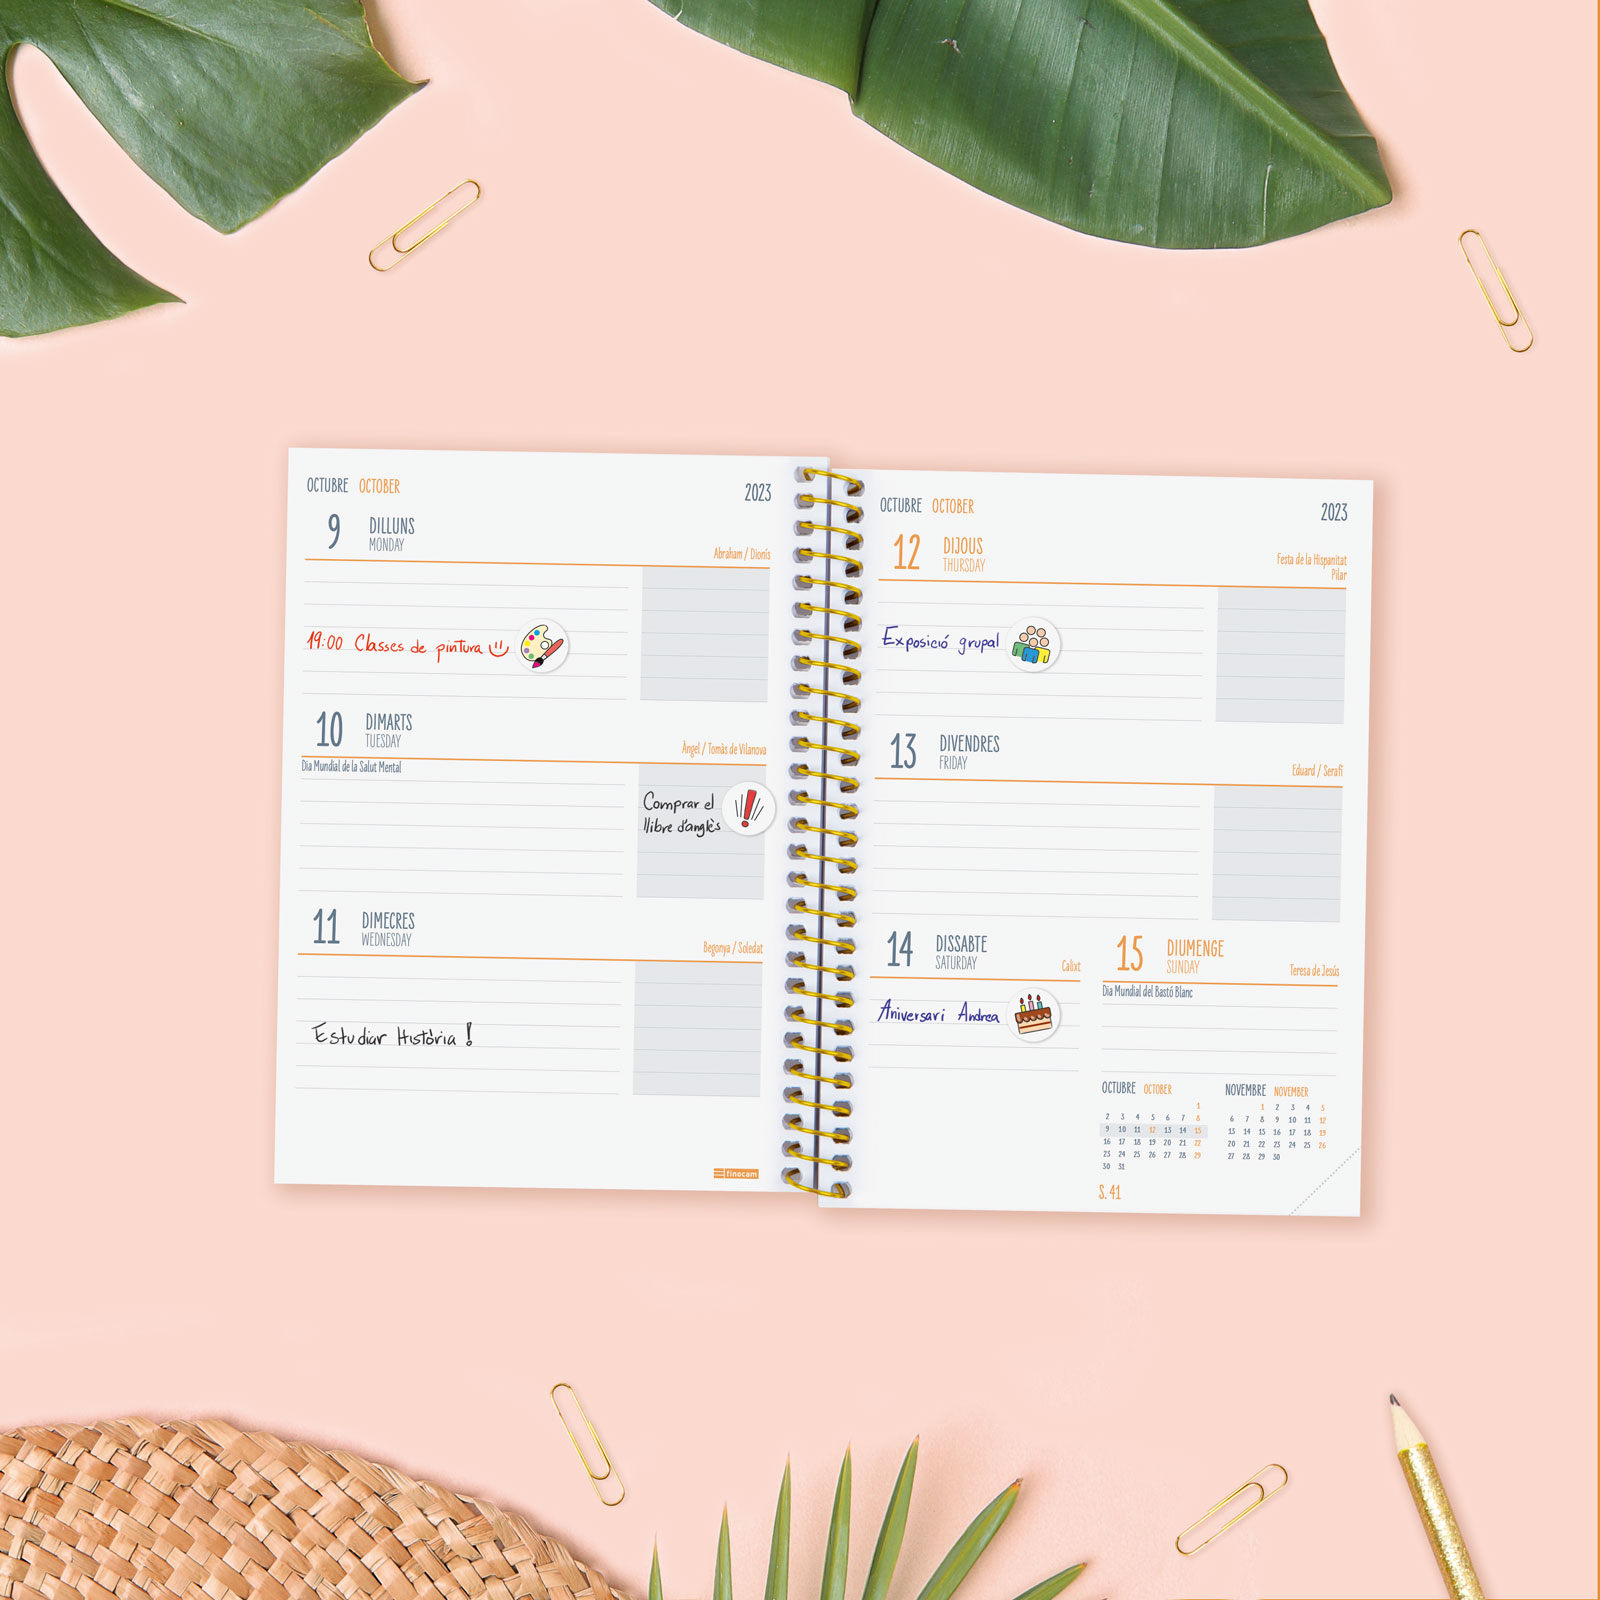 OCTUBRE OCTOBER
2023
9 DILLUNS
MONDAY
Abraham / Dionís
19:00 Classes de pintura
10 DIMARTS
TUESDAY
Àngel / Tomàs de Vilanova
Dia Mundial de la Salut Mental
Comprar el
llibre d'anglès
11 DIMECRES
WEDNESDAY
Begonya / Soledat
Estudiar Història !
finocam
OCTUBRE OCTOBER
2023
12 DIJOUS
THURSDAY
Festa de la Hispanitat
Pilar
Exposició grupal
13 DIVENDRES
FRIDAY
Eduard / Serafí
14 DISSABTE
SATURDAY
Calixt
Aniversari Andrea
15 DIUMENGE
SUNDAY
Teresa de Jesús
Dia Mundial del Bastó Blanc
OCTUBRE OCTOBER
1
2 3 4 5 6 7 8
9 10 11 12 13 14 15
16 17 18 19 20 21 22
23 24 25 26 27 28 29
30 31
NOVEMBRE NOVEMBER
1 2 3 4 5
6 7 8 9 10 11 12
13 14 15 16 17 18 19
20 21 22 23 24 25 26
27 28 29 30
S. 41